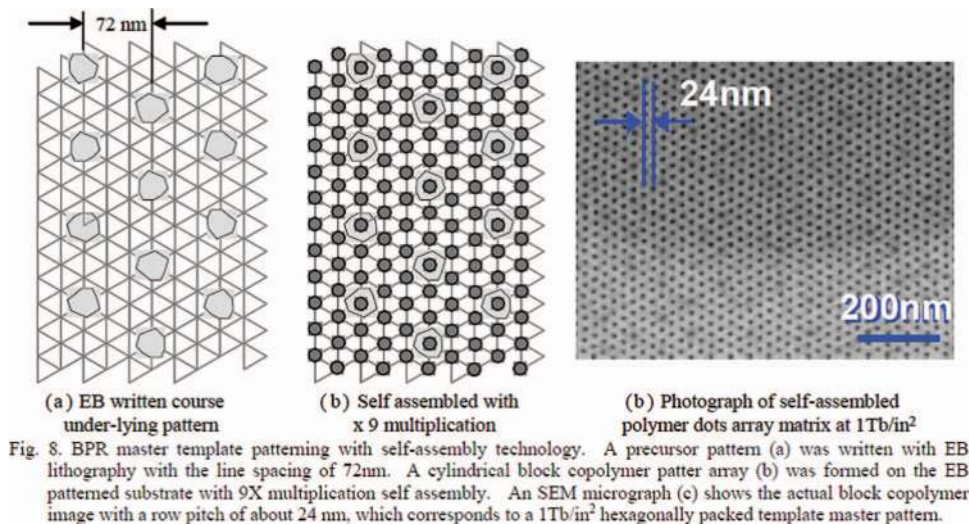 72 nm
24nm
200nm
(a) EB written course
under-lying pattern
(b) Self assembled with
x 9 multiplication
(b) Photograph of self-assembled
polymer dots array matrix at 1Tb/in²
Fig. 8. BPR master template patterning with self-assembly technology. A precursor pattern (a) was written with EB
lithography with the line spacing of 72nm. A cylindrical block copolymer patter array (b) was formed on the EB
patterned substrate with 9X multiplication self assembly. An SEM micrograph (c) shows the actual block copolymer
image with a row pitch of about 24 nm, which corresponds to a 1Tb/in² hexagonally packed template master pattern.